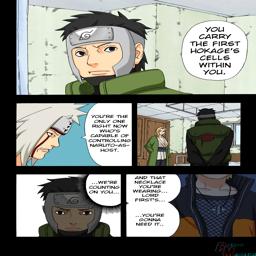 YOU
CARRY
THE FIRST
HOKAGE'S
CELLS
WITHIN
YOU.
YOU'RE THE
ONLY ONE
RIGHT NOW
WHO'S
CAPABLE OF
CONTROLLING
NARUTO-AS-
HOST.
...WE'RE
COUNTING
ON YOU...
AND THAT
NECKLACE
YOU'RE
WEARING...
LORD
FIRST'S...
...YOU'RE
GONNA
NEED IT...